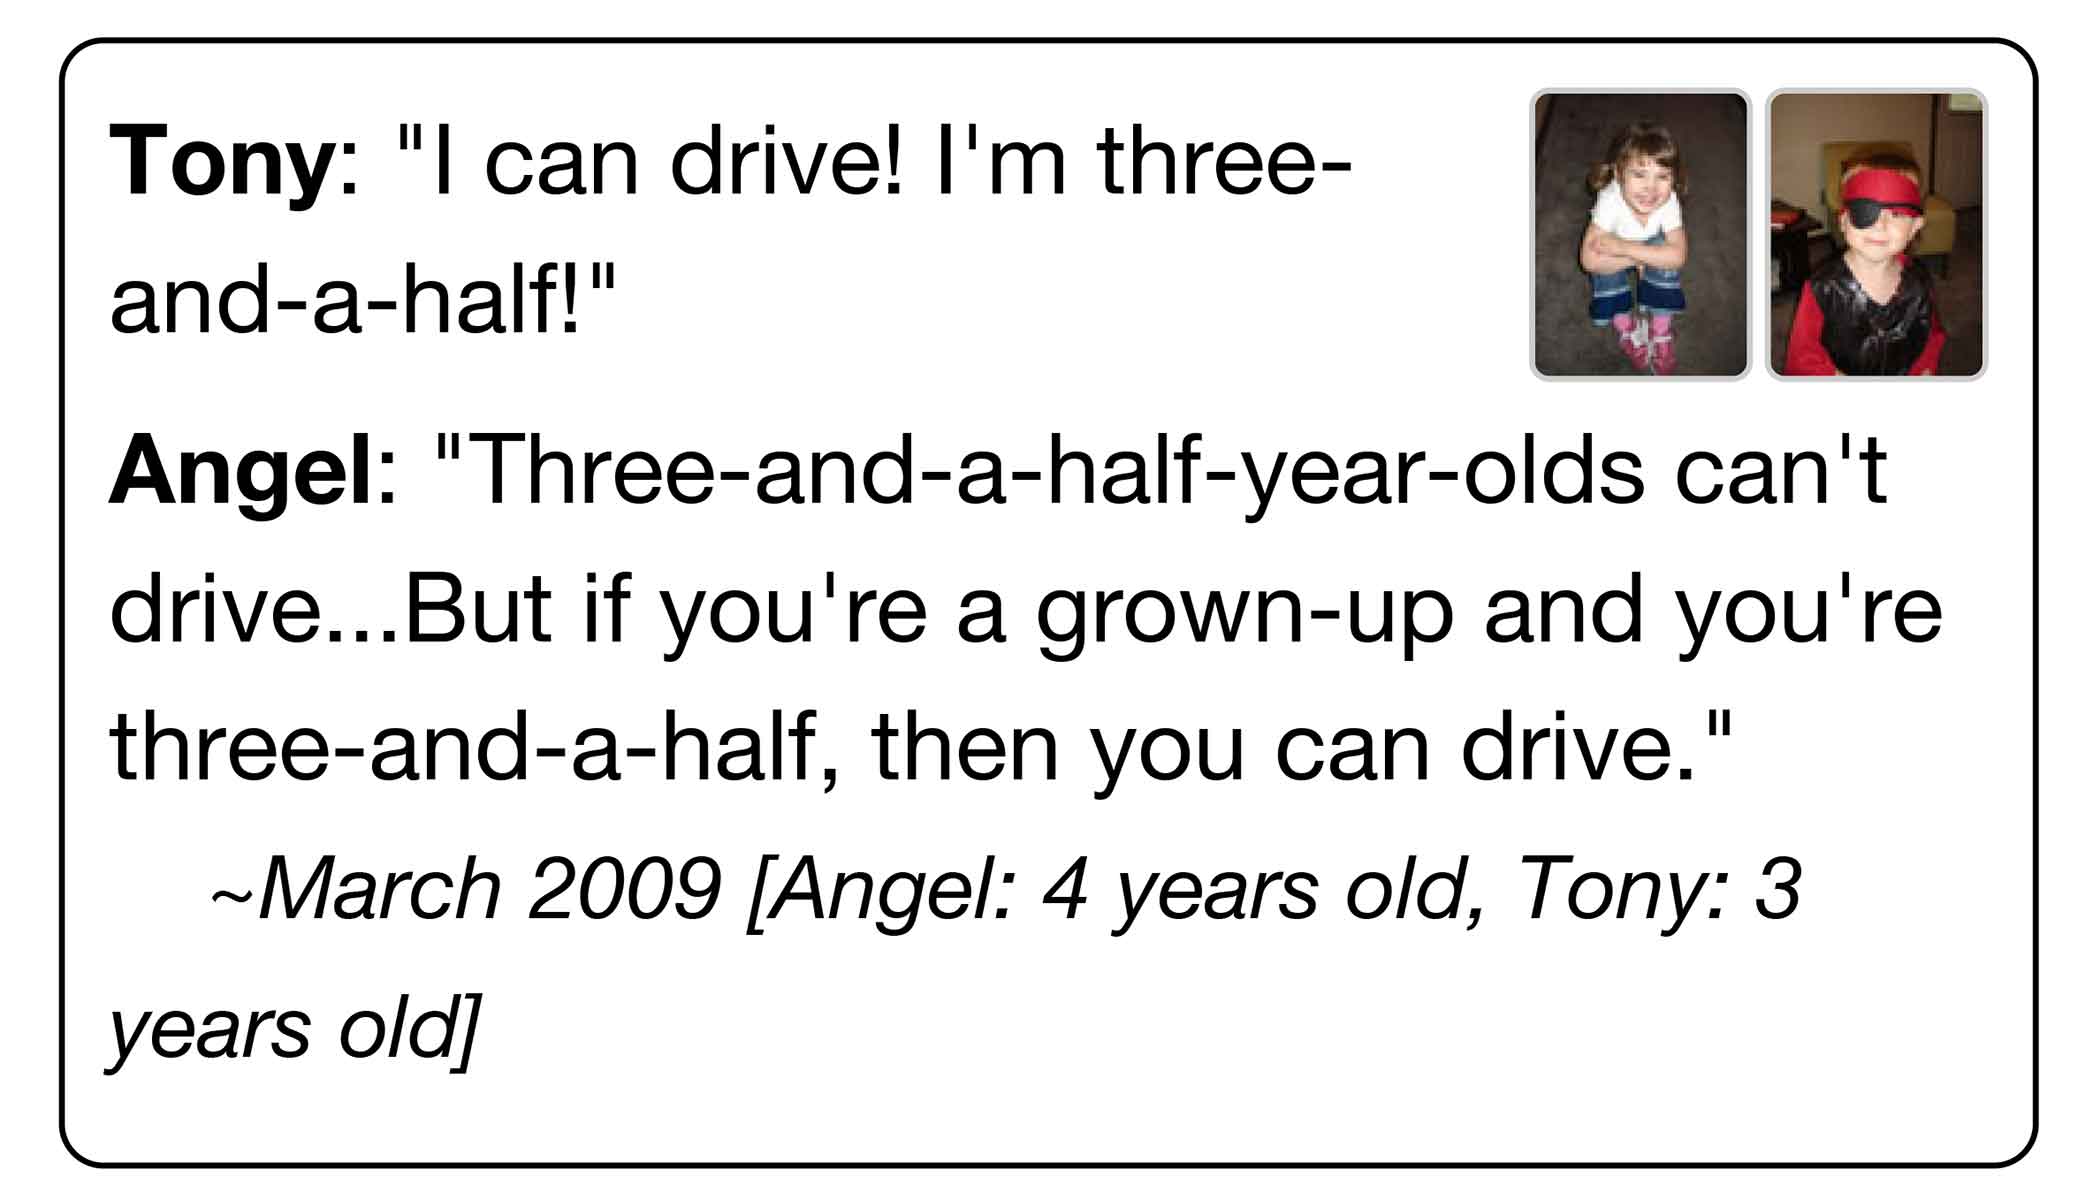 Tony: "I can drive! I'm three-
and-a-half!"
Angel: "Three-and-a-half-year-olds can't
drive...But if you're a grown-up and you're
three-and-a-half, then you can drive."
~March 2009 [Angel: 4 years old, Tony: 3
years old]